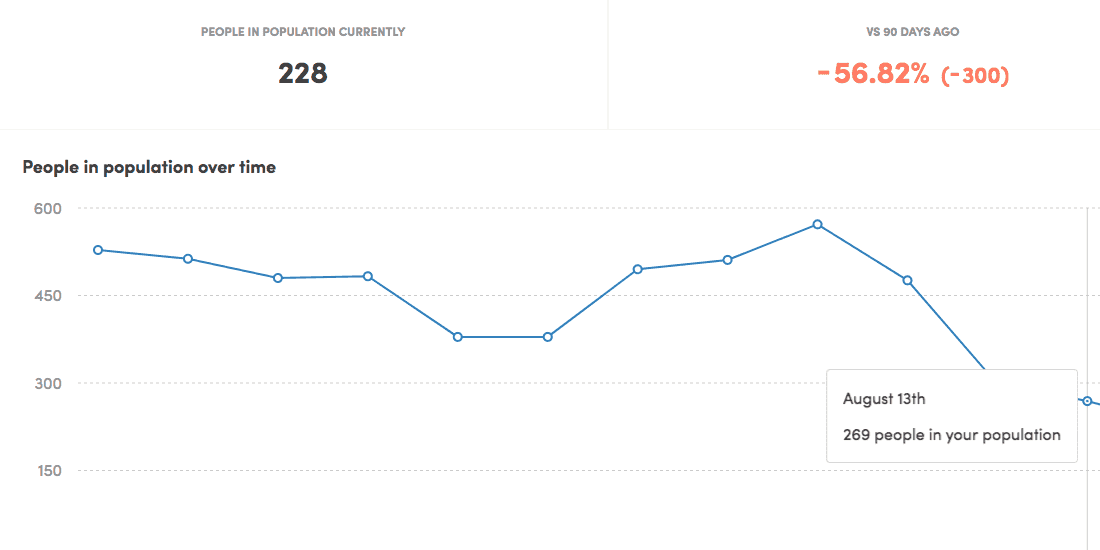 PEOPLE IN POPULATION CURRENTLY
228
VS 90 DAYS AGO
-56.82% (-300)
People in population over time
600
450
300
150
August 13th
269 people in your population